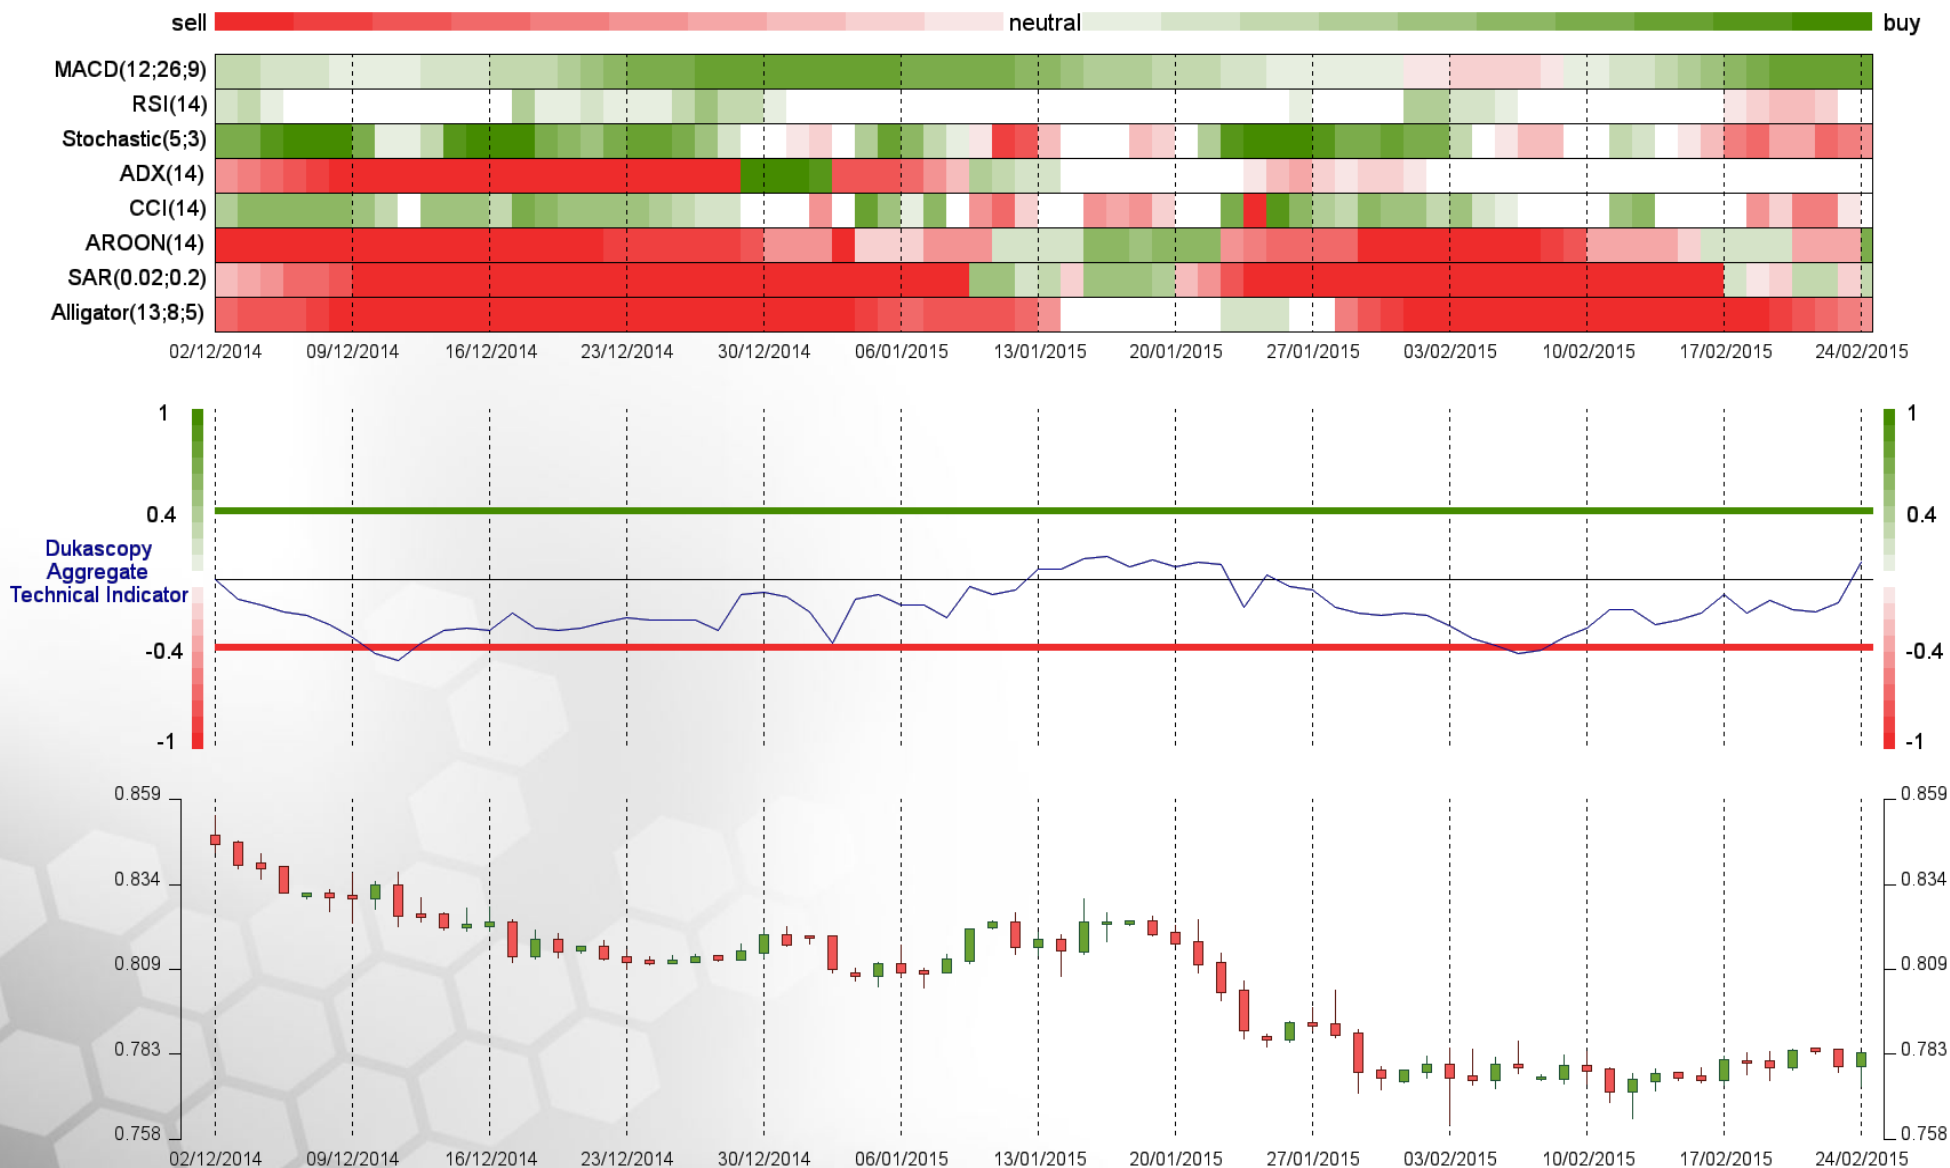 sell neutral buy
MACD(12;26;9)
RSI(14)
Stochastic(5;3)
ADX(14)
CCI(14)
AROON(14)
SAR(0.02;0.2)
Alligator(13;8;5)
02/12/2014 09/12/2014 16/12/2014 23/12/2014 30/12/2014 06/01/2015 13/01/2015 20/01/2015 27/01/2015 03/02/2015 10/02/2015 17/02/2015 24/02/2015
1 1
0.4 0.4
Dukascopy
Aggregate
Technical Indicator
-0.4 -0.4
-1 -1
0.859 0.859
0.834 0.834
0.809 0.809
0.783 0.783
0.758 0.758
02/12/2014 09/12/2014 16/12/2014 23/12/2014 30/12/2014 06/01/2015 13/01/2015 20/01/2015 27/01/2015 03/02/2015 10/02/2015 17/02/2015 24/02/2015